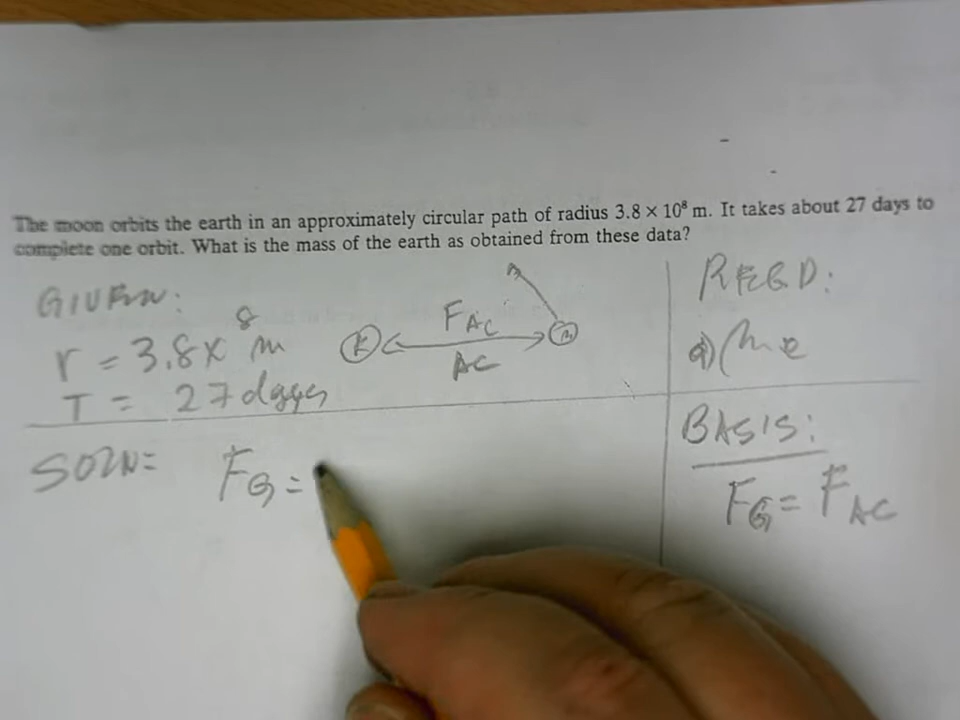 The moon orbits the earth in an approximately circular path of radius 3.8 × 10⁸ m. It takes about 27 days to
complete one orbit. What is the mass of the earth as obtained from these data?
GIVEN:
r = 3.8x 8 m
T = 27 days
E FAC m
AC
REQD:
a) me
BASIS:
FG = FAC
SOLN=
FG =